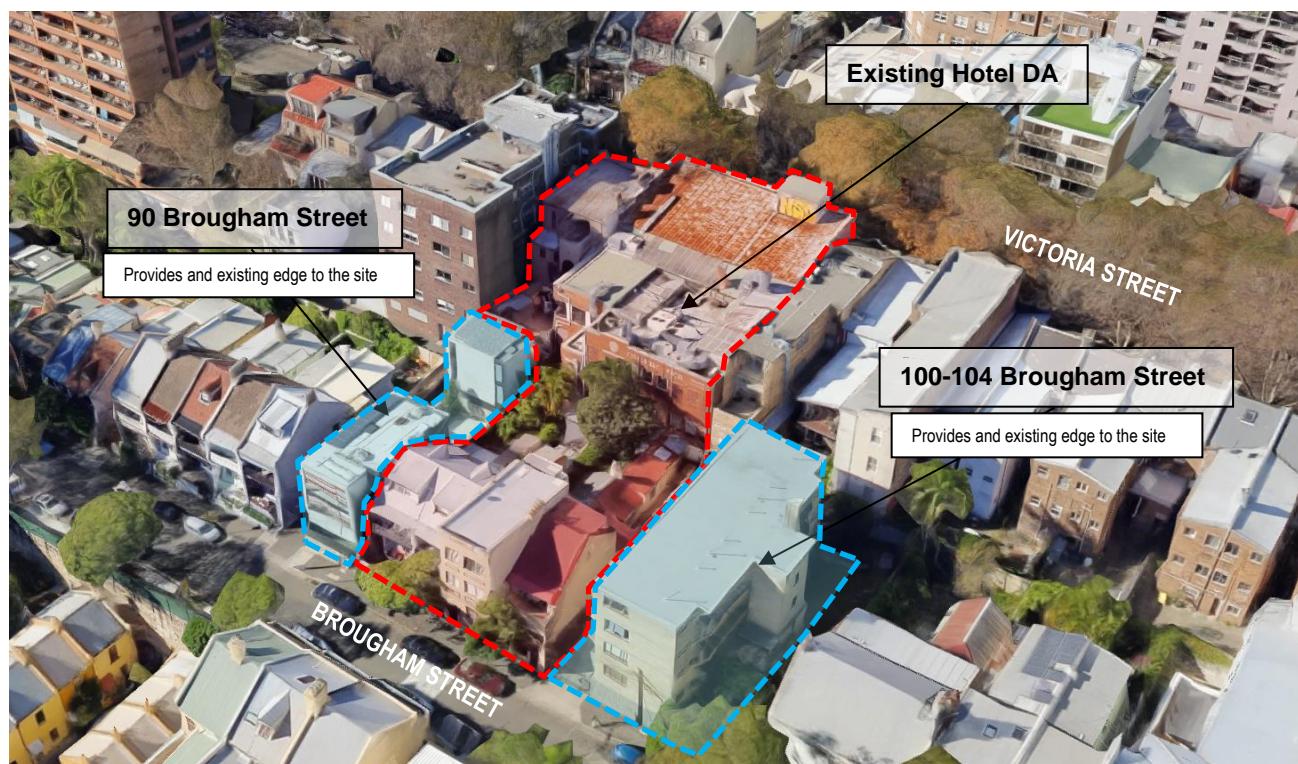 Existing Hotel DA
90 Brougham Street
Provides and existing edge to the site
VICTORIA STREET
100-104 Brougham Street
Provides and existing edge to the site
BROUGHAM STREET